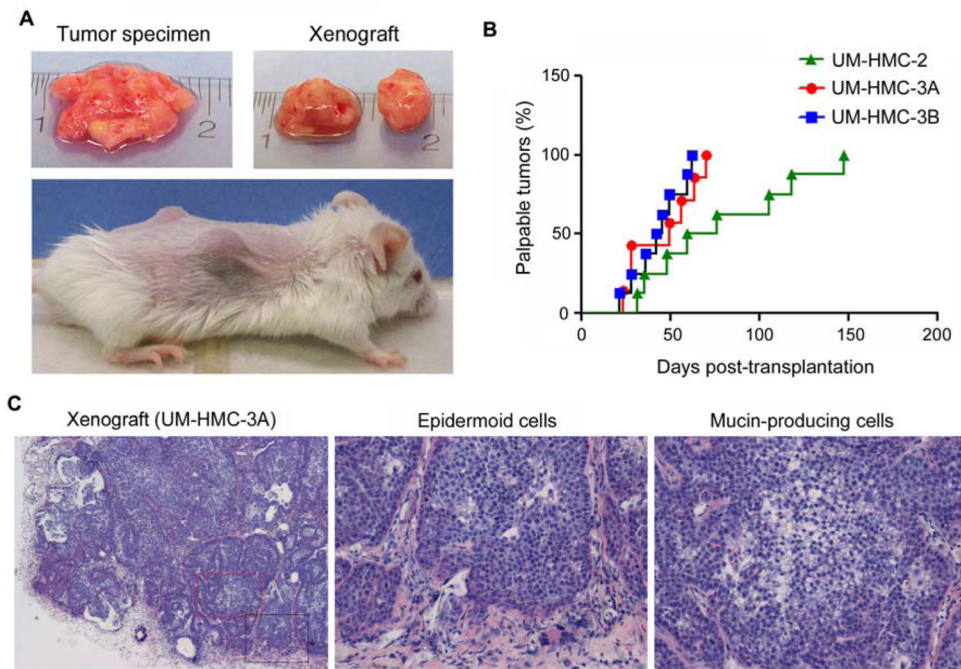 A
Tumor specimen
Xenograft
1
2
1
2
B
UM-HMC-2
UM-HMC-3A
UM-HMC-3B
Palpable tumors (%)
150
100
50
0
0 50 100 150 200
Days post-transplantation
C
Xenograft (UM-HMC-3A)
Epidermoid cells
Mucin-producing cells